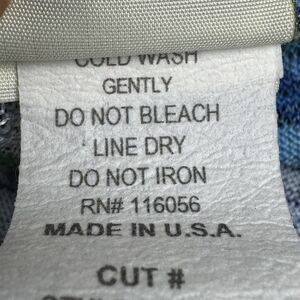 COLD WASH
GENTLY
DO NOT BLEACH
LINE DRY
DO NOT IRON
RN# 116056
MADE IN U.S.A.
CUT #